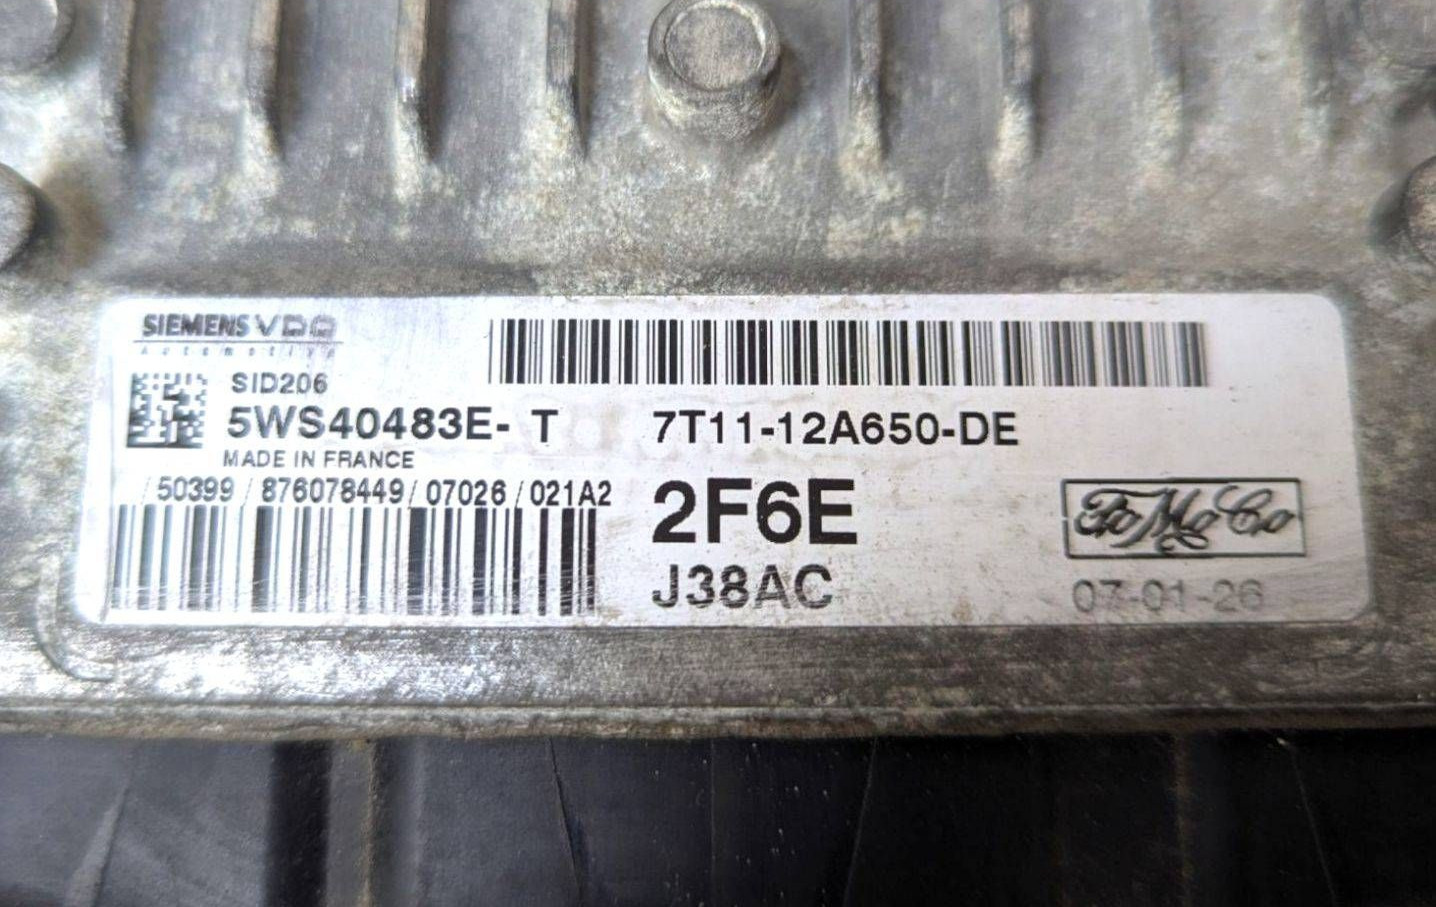 SIEMENS VDO
Automotive
SID206
5WS40483E- T 7T11-12A650-DE
MADE IN FRANCE
/ 50399 / 876078449 / 07026 / 021A2
2F6E
FoMoCo
J38AC
07-01-26